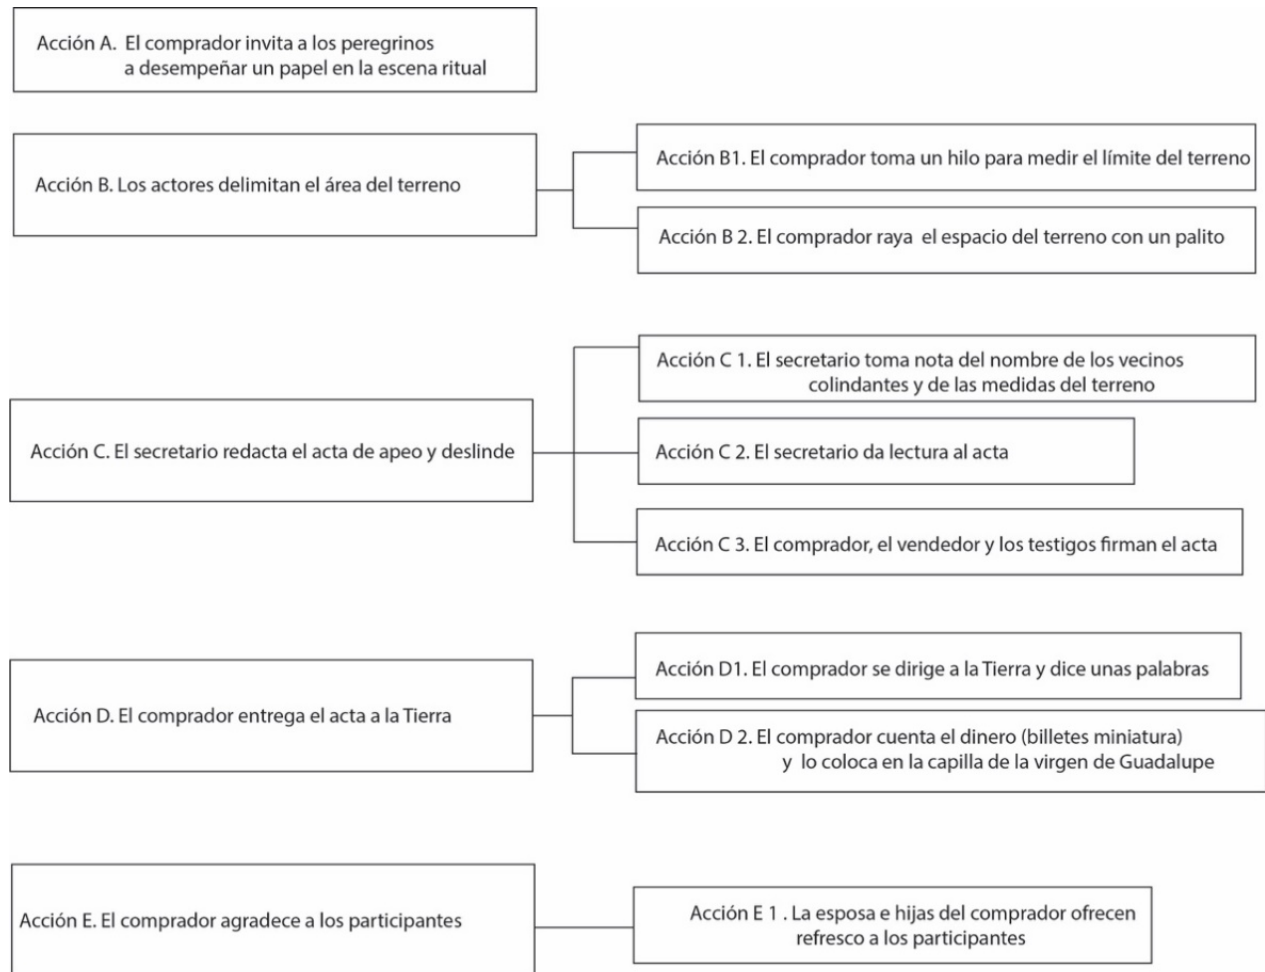 Acción A. El comprador invita a los peregrinos
a desempeñar un papel en la escena ritual
Acción B. Los actores delimitan el área del terreno
Acción B1. El comprador toma un hilo para medir el límite del terreno
Acción B 2. El comprador raya el espacio del terreno con un palito
Acción C. El secretario redacta el acta de apeo y deslinde
Acción C 1. El secretario toma nota del nombre de los vecinos
colindantes y de las medidas del terreno
Acción C 2. El secretario da lectura al acta
Acción C 3. El comprador, el vendedor y los testigos firman el acta
Acción D. El comprador entrega el acta a la Tierra
Acción D1. El comprador se dirige a la Tierra y dice unas palabras
Acción D 2. El comprador cuenta el dinero (billetes miniatura)
y lo coloca en la capilla de la virgen de Guadalupe
Acción E. El comprador agradece a los participantes
Acción E 1 . La esposa e hijas del comprador ofrecen
refresco a los participantes